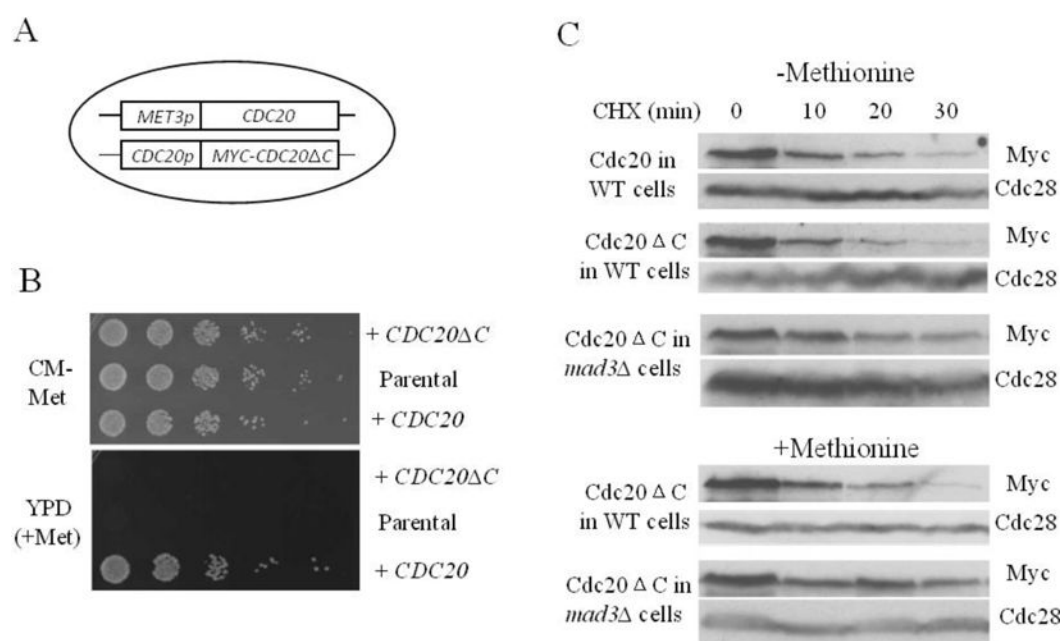 A
MET3p CDC20
CDC20p MYC-CDC20ΔC
B
CM-
Met
+ CDC20ΔC
Parental
+ CDC20
YPD
(+Met)
+ CDC20ΔC
Parental
+ CDC20
C
-Methionine
CHX (min) 0 10 20 30
Cdc20 in
WT cells
Myc
Cdc28
Cdc20 Δ C
in WT cells
Myc
Cdc28
Cdc20 Δ C in
mad3Δ cells
Myc
Cdc28
+Methionine
Cdc20 Δ C
in WT cells
Myc
Cdc28
Cdc20 Δ C in
mad3Δ cells
Myc
Cdc28